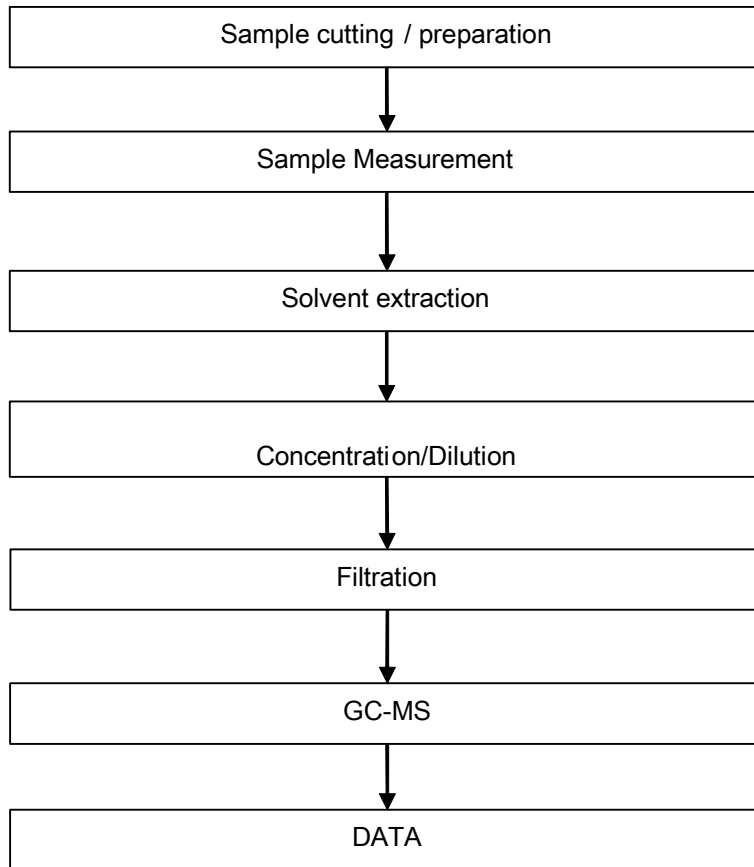 Sample cutting / preparation
Sample Measurement
Solvent extraction
Concentration/Dilution
Filtration
GC-MS
DATA